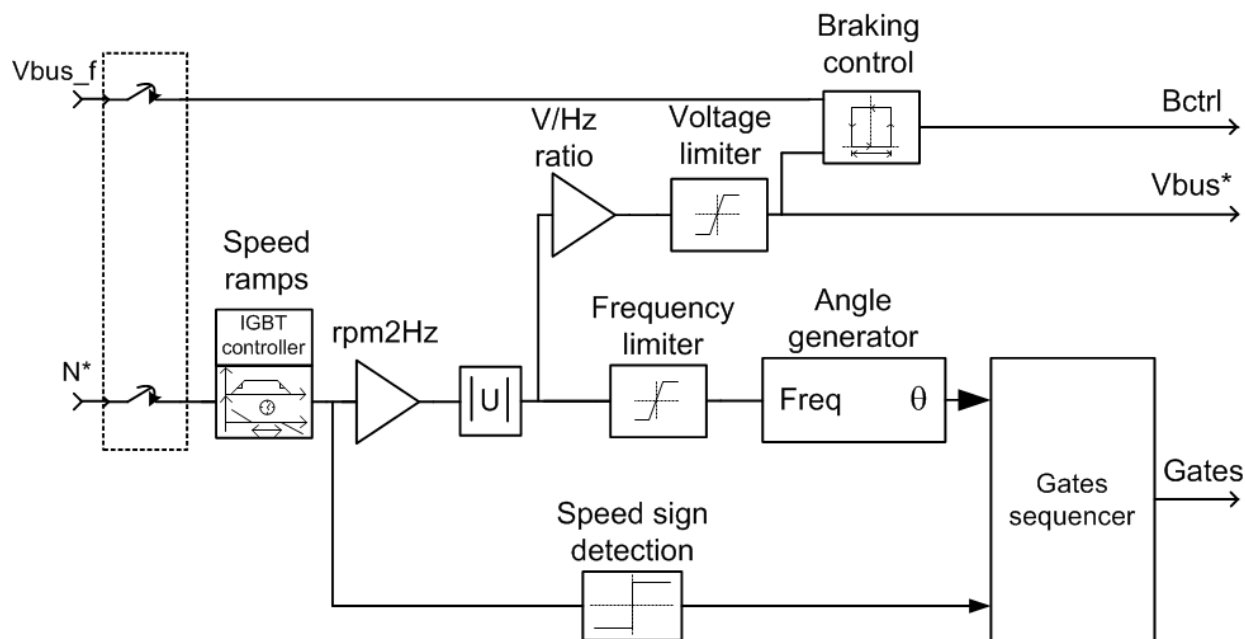 Braking
control
Vbus_f
Bctrl
V/Hz
ratio
Voltage
limiter
Vbus*
Speed
ramps
IGBT
controller
rpm2Hz
Frequency
limiter
Angle
generator
N*
|U|
Freq θ
Gates
sequencer
Gates
Speed sign
detection